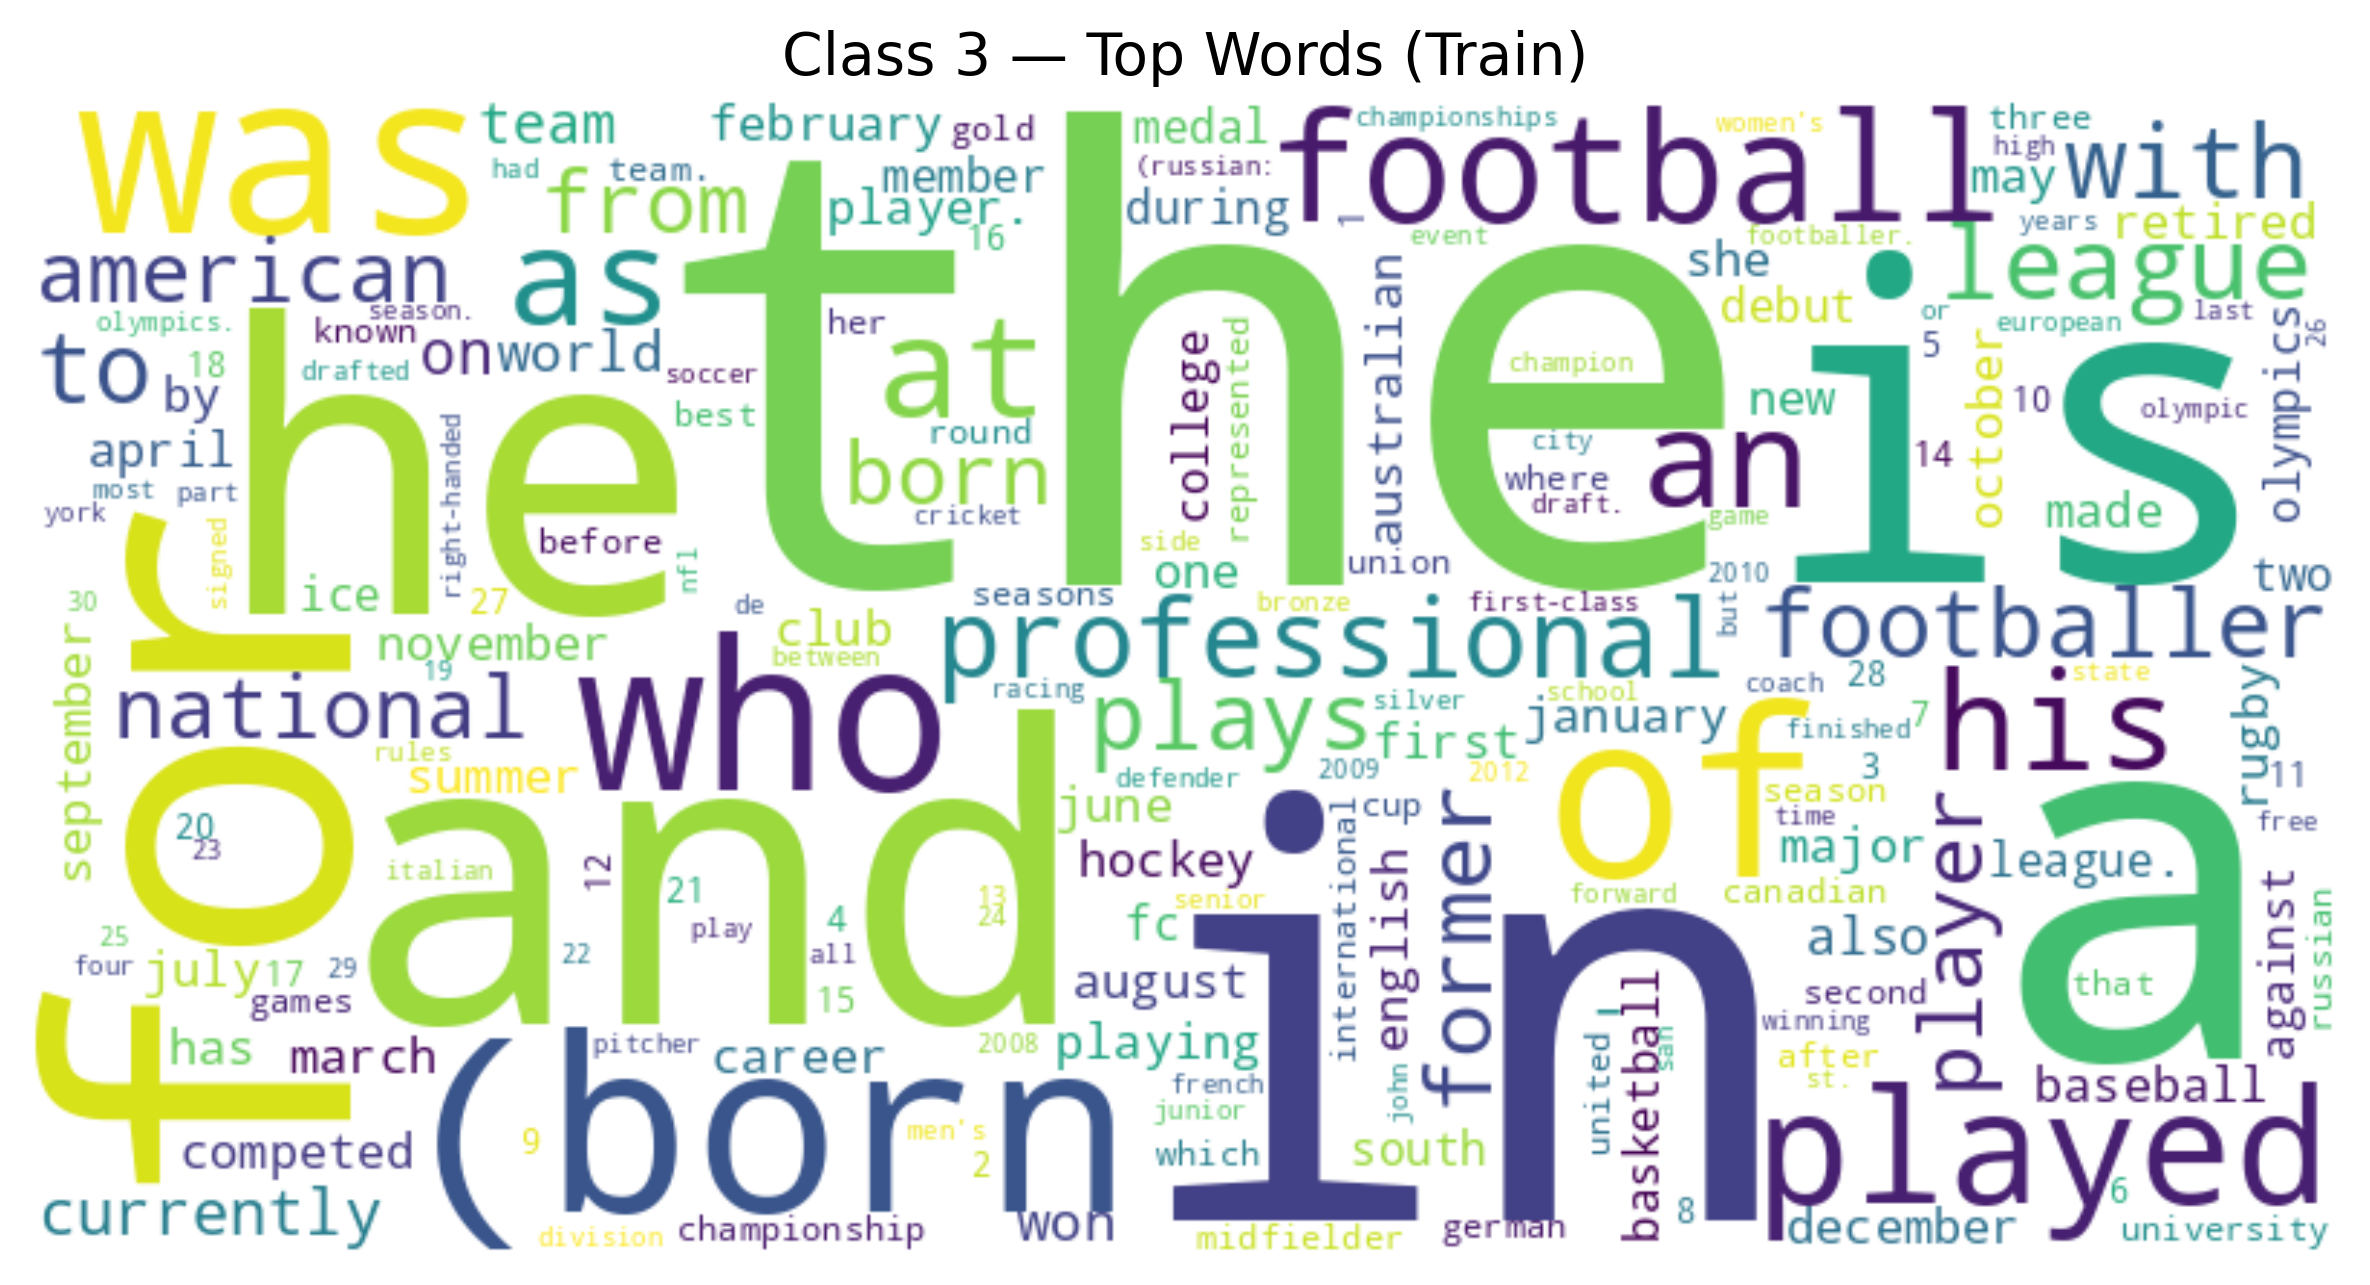 Class 3 — Top Words (Train)
was
team
february
gold
medal
championships
football
women's
three
high
with
had
team.
from
member
(russian:
may
player.
during
1
years
retired
16
event
footballer.
american
as
the
she
is
league
season.
olympics.
known
her
australian
debut
or
european
last
26
to
he
on
world
at
college
represented
5
october
olympics
18
drafted
soccer
champion
by
best
new
10
olympic
april
right-handed
round
city
an
14
most
part
born
where
york
signed
before
cricket
draft.
game
made
nfl
side
union
one
2010
two
30
ice
27
de
seasons
bronze
first-class
but
footballer
for
november
club
professional
between
september
19
who
racing
silver
school
coach
28
state
national
plays
first
january
finished
7
his
rugby
rules
summer
defender
2009
2012
of
3
11
and
june
international
cup
former
season
time
player
free
20
23
12
hockey
english
major
league.
a
italian
21
13
24
senior
in
forward
canadian
25
play
4
fc
also
against
russian
four
july
17
29
22
all
august
that
games
15
second
has
march
(born
pitcher
career
2008
playing
united
basketball
san
winning
after
french
john
st.
played
baseball
junior
competed
9
men's
2
which
south
currently
8
6
division
championship
won
midfielder
german
december
university